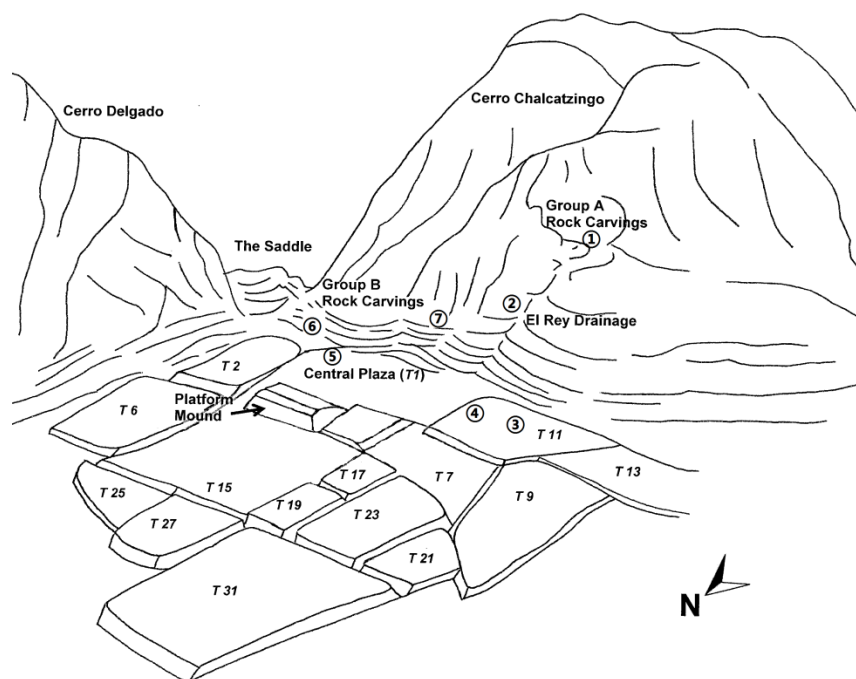 Cerro Delgado
Cerro Chalcatzingo
Group A
Rock Carvings
1
The Saddle
Group B
Rock Carvings
2
7
6
El Rey Drainage
5
T 2
Central Plaza (T1)
Platform
Mound
T 6
4
3
T 11
T 25
T 15
T 17
T 7
T 13
T 19
T 9
T 27
T 23
T 21
T 31
N